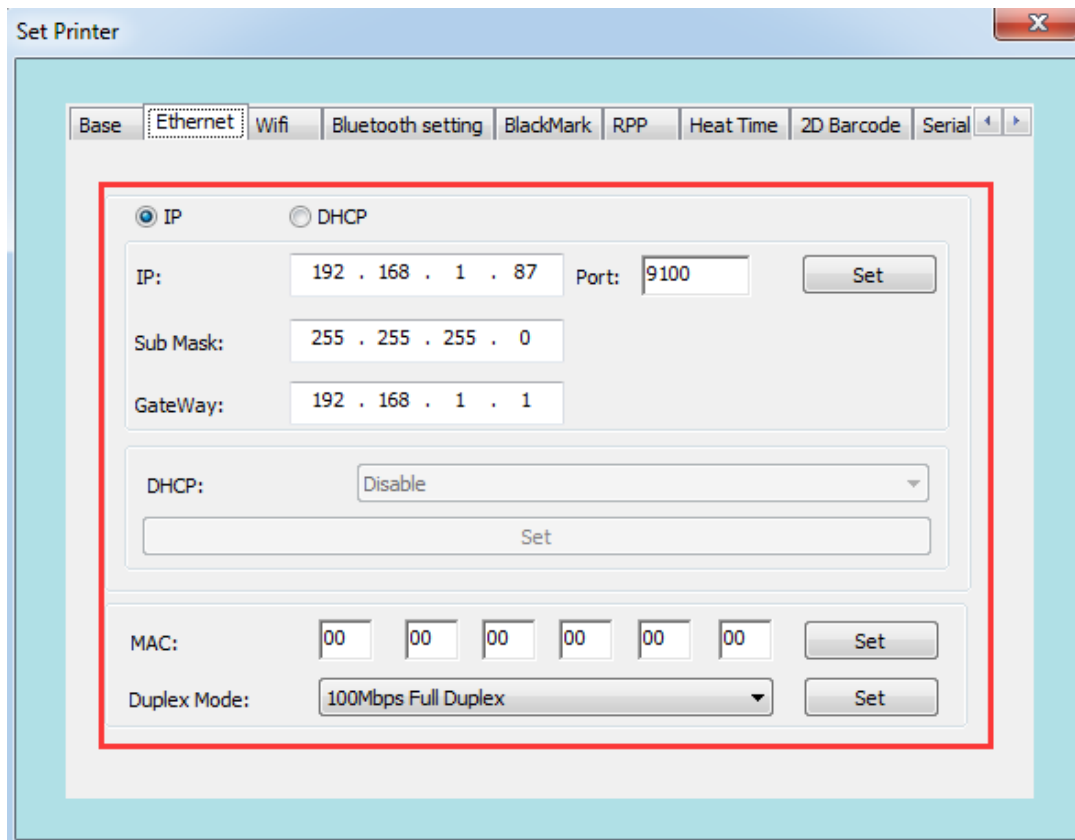 Set Printer
Base Ethernet Wifi Bluetooth setting BlackMark RPP Heat Time 2D Barcode Serial
IP DHCP
IP: 192 . 168 . 1 . 87 Port: 9100 Set
Sub Mask: 255 . 255 . 255 . 0
GateWay: 192 . 168 . 1 . 1
DHCP: Disable
Set
MAC: 00 00 00 00 00 00 Set
Duplex Mode: 100Mbps Full Duplex Set